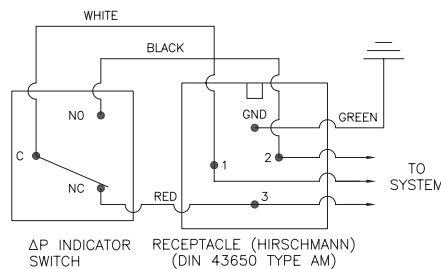 WHITE
BLACK
NO
GND
GREEN
C
1
2
NC
RED
3
TO
SYSTEM
ΔP INDICATOR
SWITCH
RECEPTACLE (HIRSCHMANN)
(DIN 43650 TYPE AM)